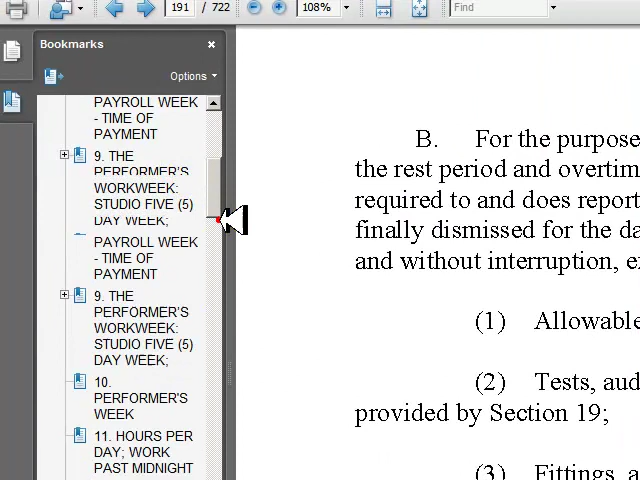 191 / 722 108% Find
Bookmarks
Options
PAYROLL WEEK
- TIME OF
PAYMENT
9. THE
PERFORMER'S
WORKWEEK:
STUDIO FIVE (5)
DAY WEEK;
PAYROLL WEEK
- TIME OF
PAYMENT
9. THE
PERFORMER'S
WORKWEEK:
STUDIO FIVE (5)
DAY WEEK;
10.
PERFORMER'S
WEEK
11. HOURS PER
DAY; WORK
PAST MIDNIGHT
B. For the purpose
the rest period and overtim
required to and does report
finally dismissed for the da
and without interruption, e
(1) Allowable
(2) Tests, aud
provided by Section 19;
(3) Fittings, a